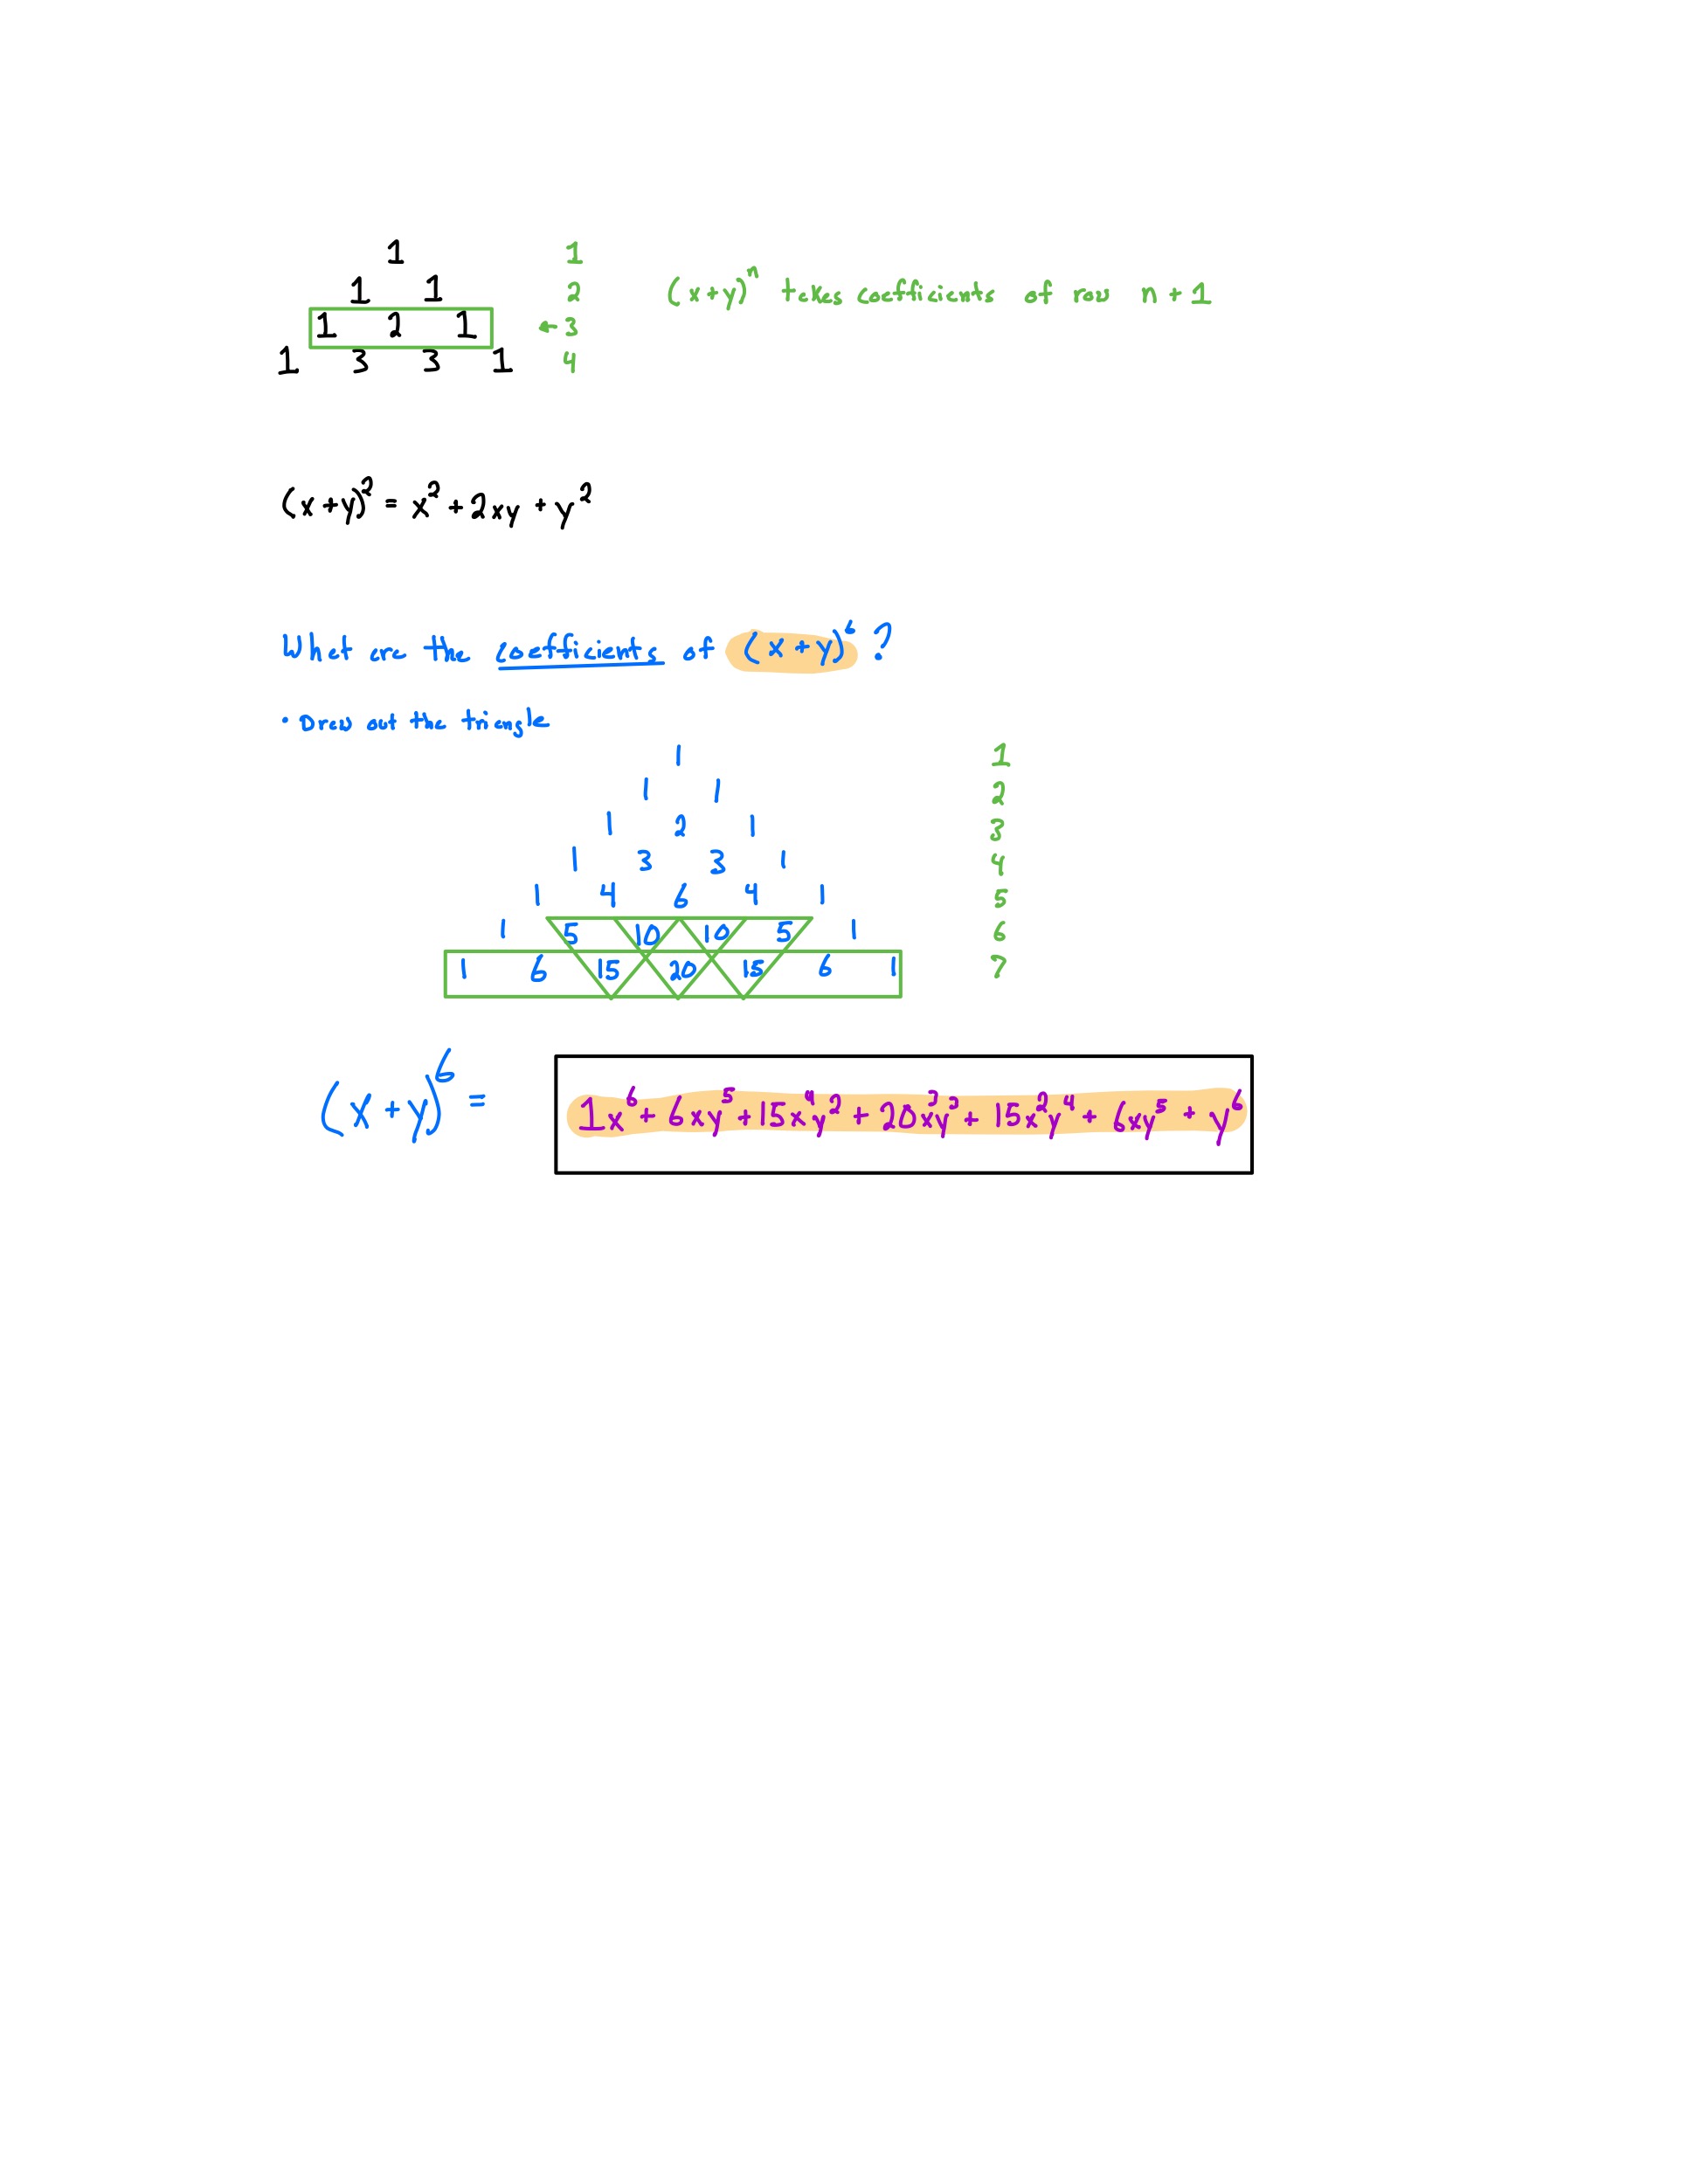 1 1
1 1 2 (x+y)^n takes coefficients of row n+1
1 2 1 ← 3
1 3 3 1 4
(x+y)^2 = x^2 + 2xy + y^2
What are the coefficients of (x+y)^6 ?
• Draw out the triangle
1 1
1 1 2
1 2 1 3
1 3 3 1 4
1 4 6 4 1 5
1 5 10 10 5 1 6
1 6 15 20 15 6 1 7
(x+y)^6 = 1x^6 + 6xy^5 + 15x^4y^2 + 20x^3y^3 + 15x^2y^4 + 6xy^5 + y^6